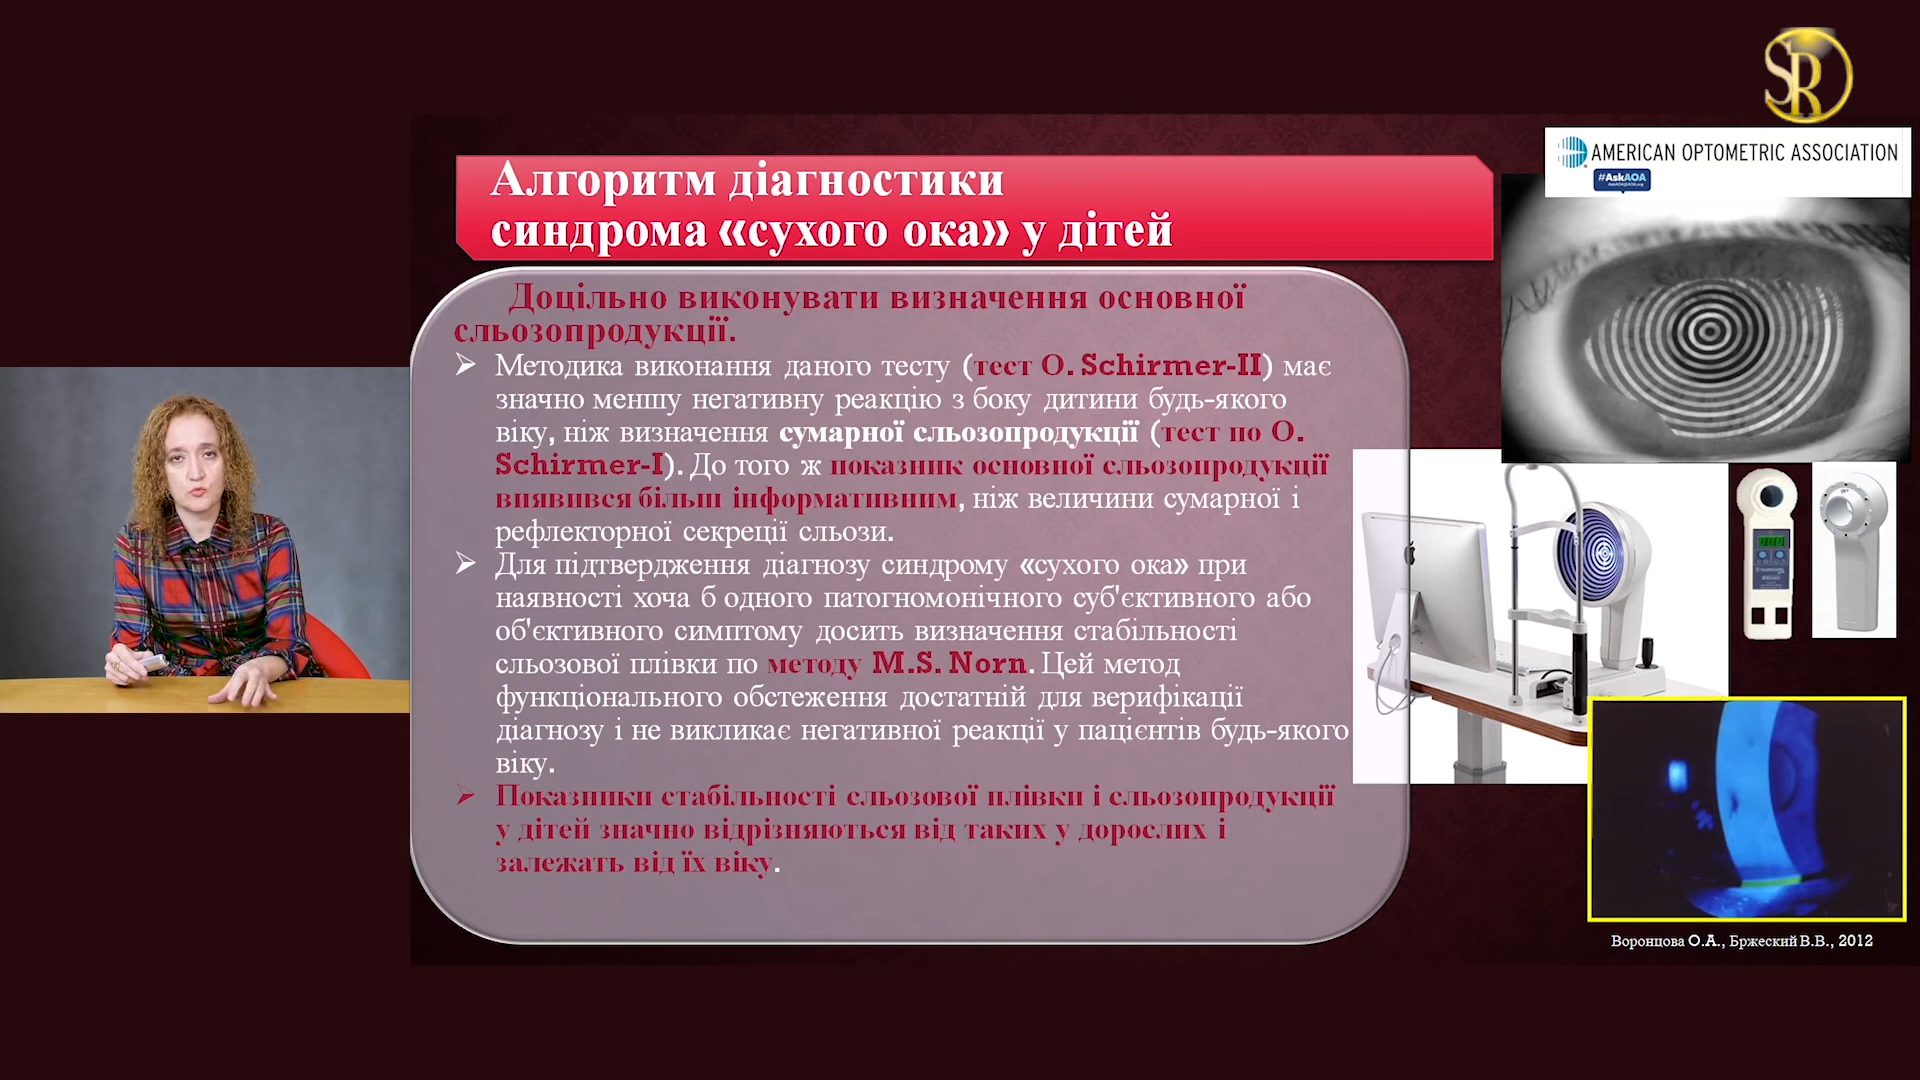 SR
AMERICAN OPTOMETRIC ASSOCIATION
#AskAOA
Алгоритм діагностики
синдрома «сухого ока» у дітей
Доцільно виконувати визначення основної
сльозопродукції.
Методика виконання даного тесту (тест О. Schirmer-II) має
значно меншу негативну реакцію з боку дитини будь-якого
віку, ніж визначення сумарної сльозопродукції (тест по О.
Schirmer-I). До того ж показник основної сльозопродукції
виявився більш інформативним, ніж величини сумарної і
рефлекторної секреції сльози.
Для підтвердження діагнозу синдрому «сухого ока» при
наявності хоча б одного патогномонічного суб'єктивного або
об'єктивного симптому досить визначення стабільності
сльозової плівки по методу M.S. Norn. Цей метод
функціонального обстеження достатній для верифікації
діагнозу і не викликає негативної реакції у пацієнтів будь-якого
віку.
Показники стабільності сльозової плівки і сльозопродукції
у дітей значно відрізняються від таких у дорослих і
залежать від їх віку.
Воронцова О.А., Бржеский В.В., 2012